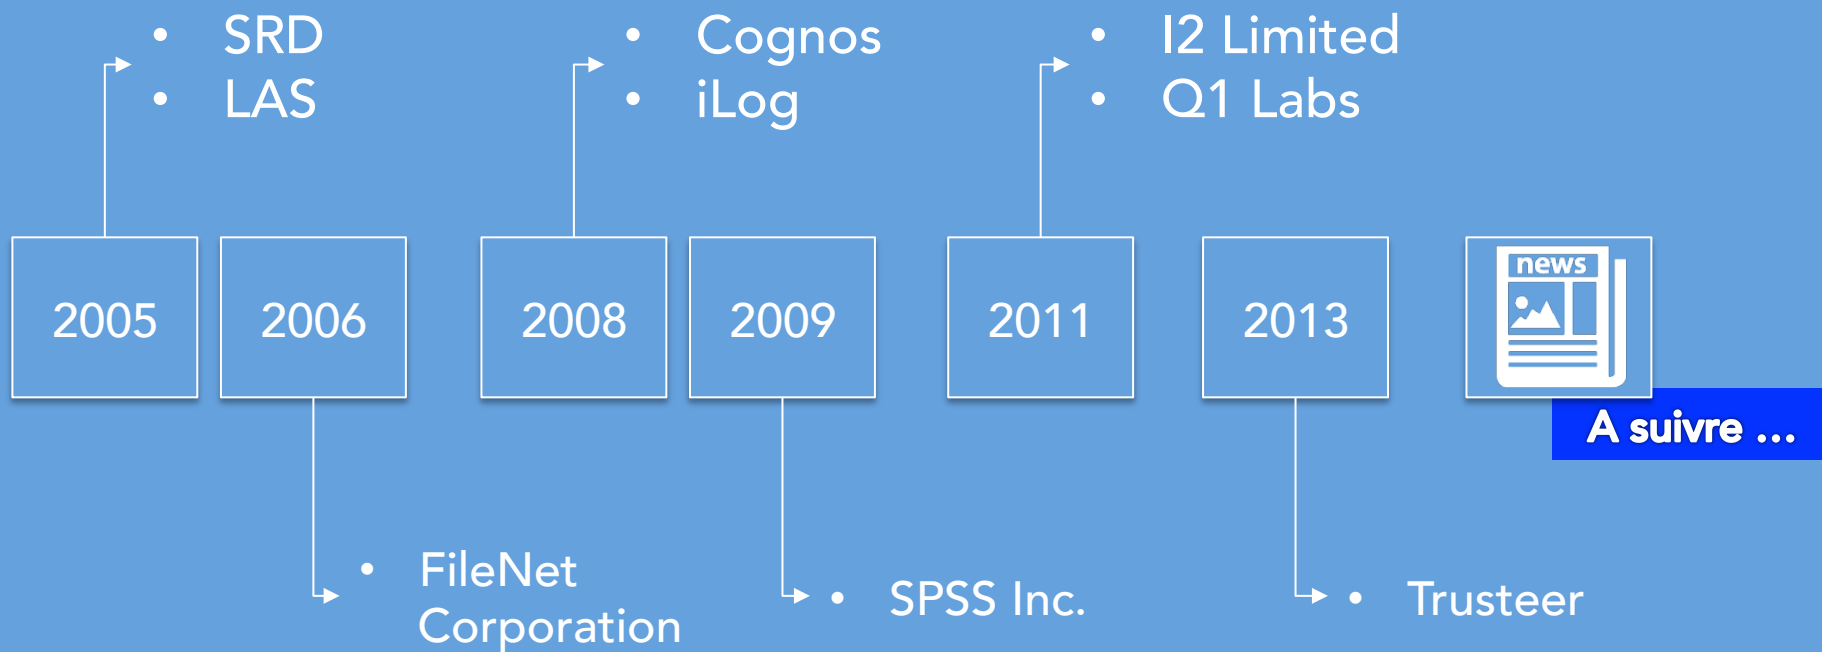 • SRD
• LAS
• Cognos
• iLog
• I2 Limited
• Q1 Labs
2005
2006
2008
2009
2011
2013
news
A suivre ...
• FileNet
Corporation
• SPSS Inc.
• Trusteer